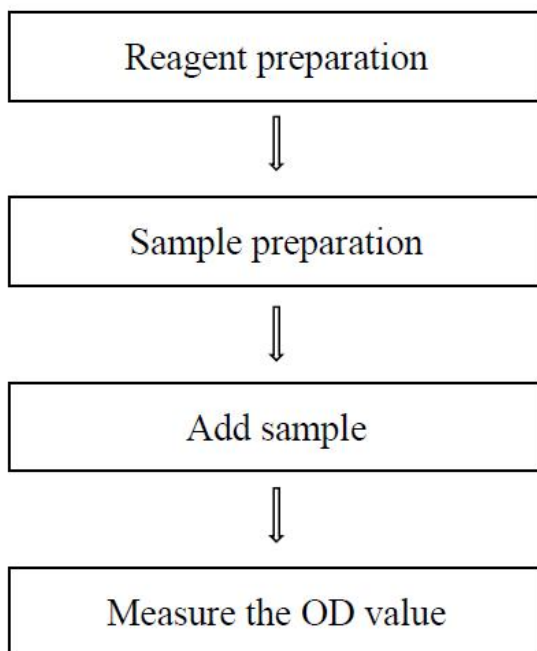 Reagent preparation
Sample preparation
Add sample
Measure the OD value